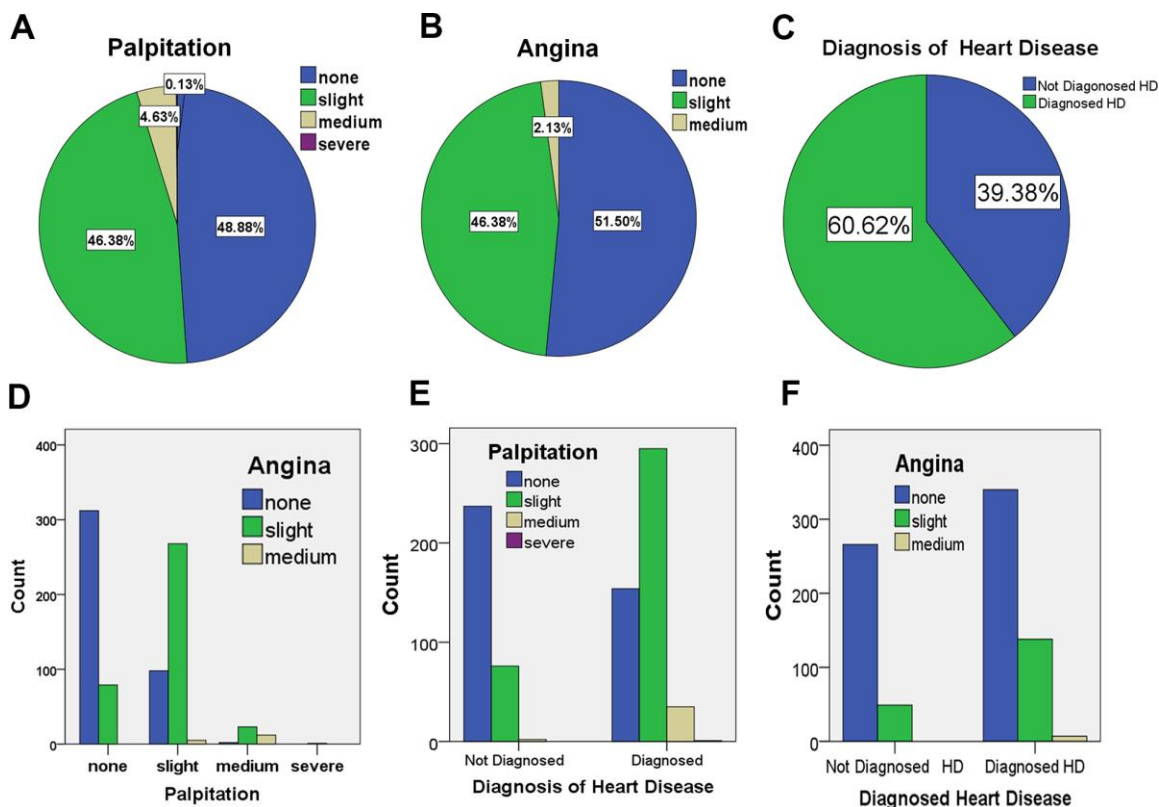 A
Palpitation
0.13%
4.63%
46.38%
48.88%
none
slight
medium
severe
B
Angina
2.13%
46.38%
51.50%
none
slight
medium
C
Diagnosis of Heart Disease
60.62%
39.38%
Not Diagonosed HD
Diagnosed HD
D
Count
400
300
200
100
0
Angina
none
slight
medium
none slight medium severe
Palpitation
E
Count
300
200
100
0
Palpitation
none
slight
medium
severe
Not Diagnosed Diagnosed
Diagnosis of Heart Disease
F
Count
400
300
200
100
0
Angina
none
slight
medium
Not Diagnosed HD Diagnosed HD
Diagnosed Heart Disease